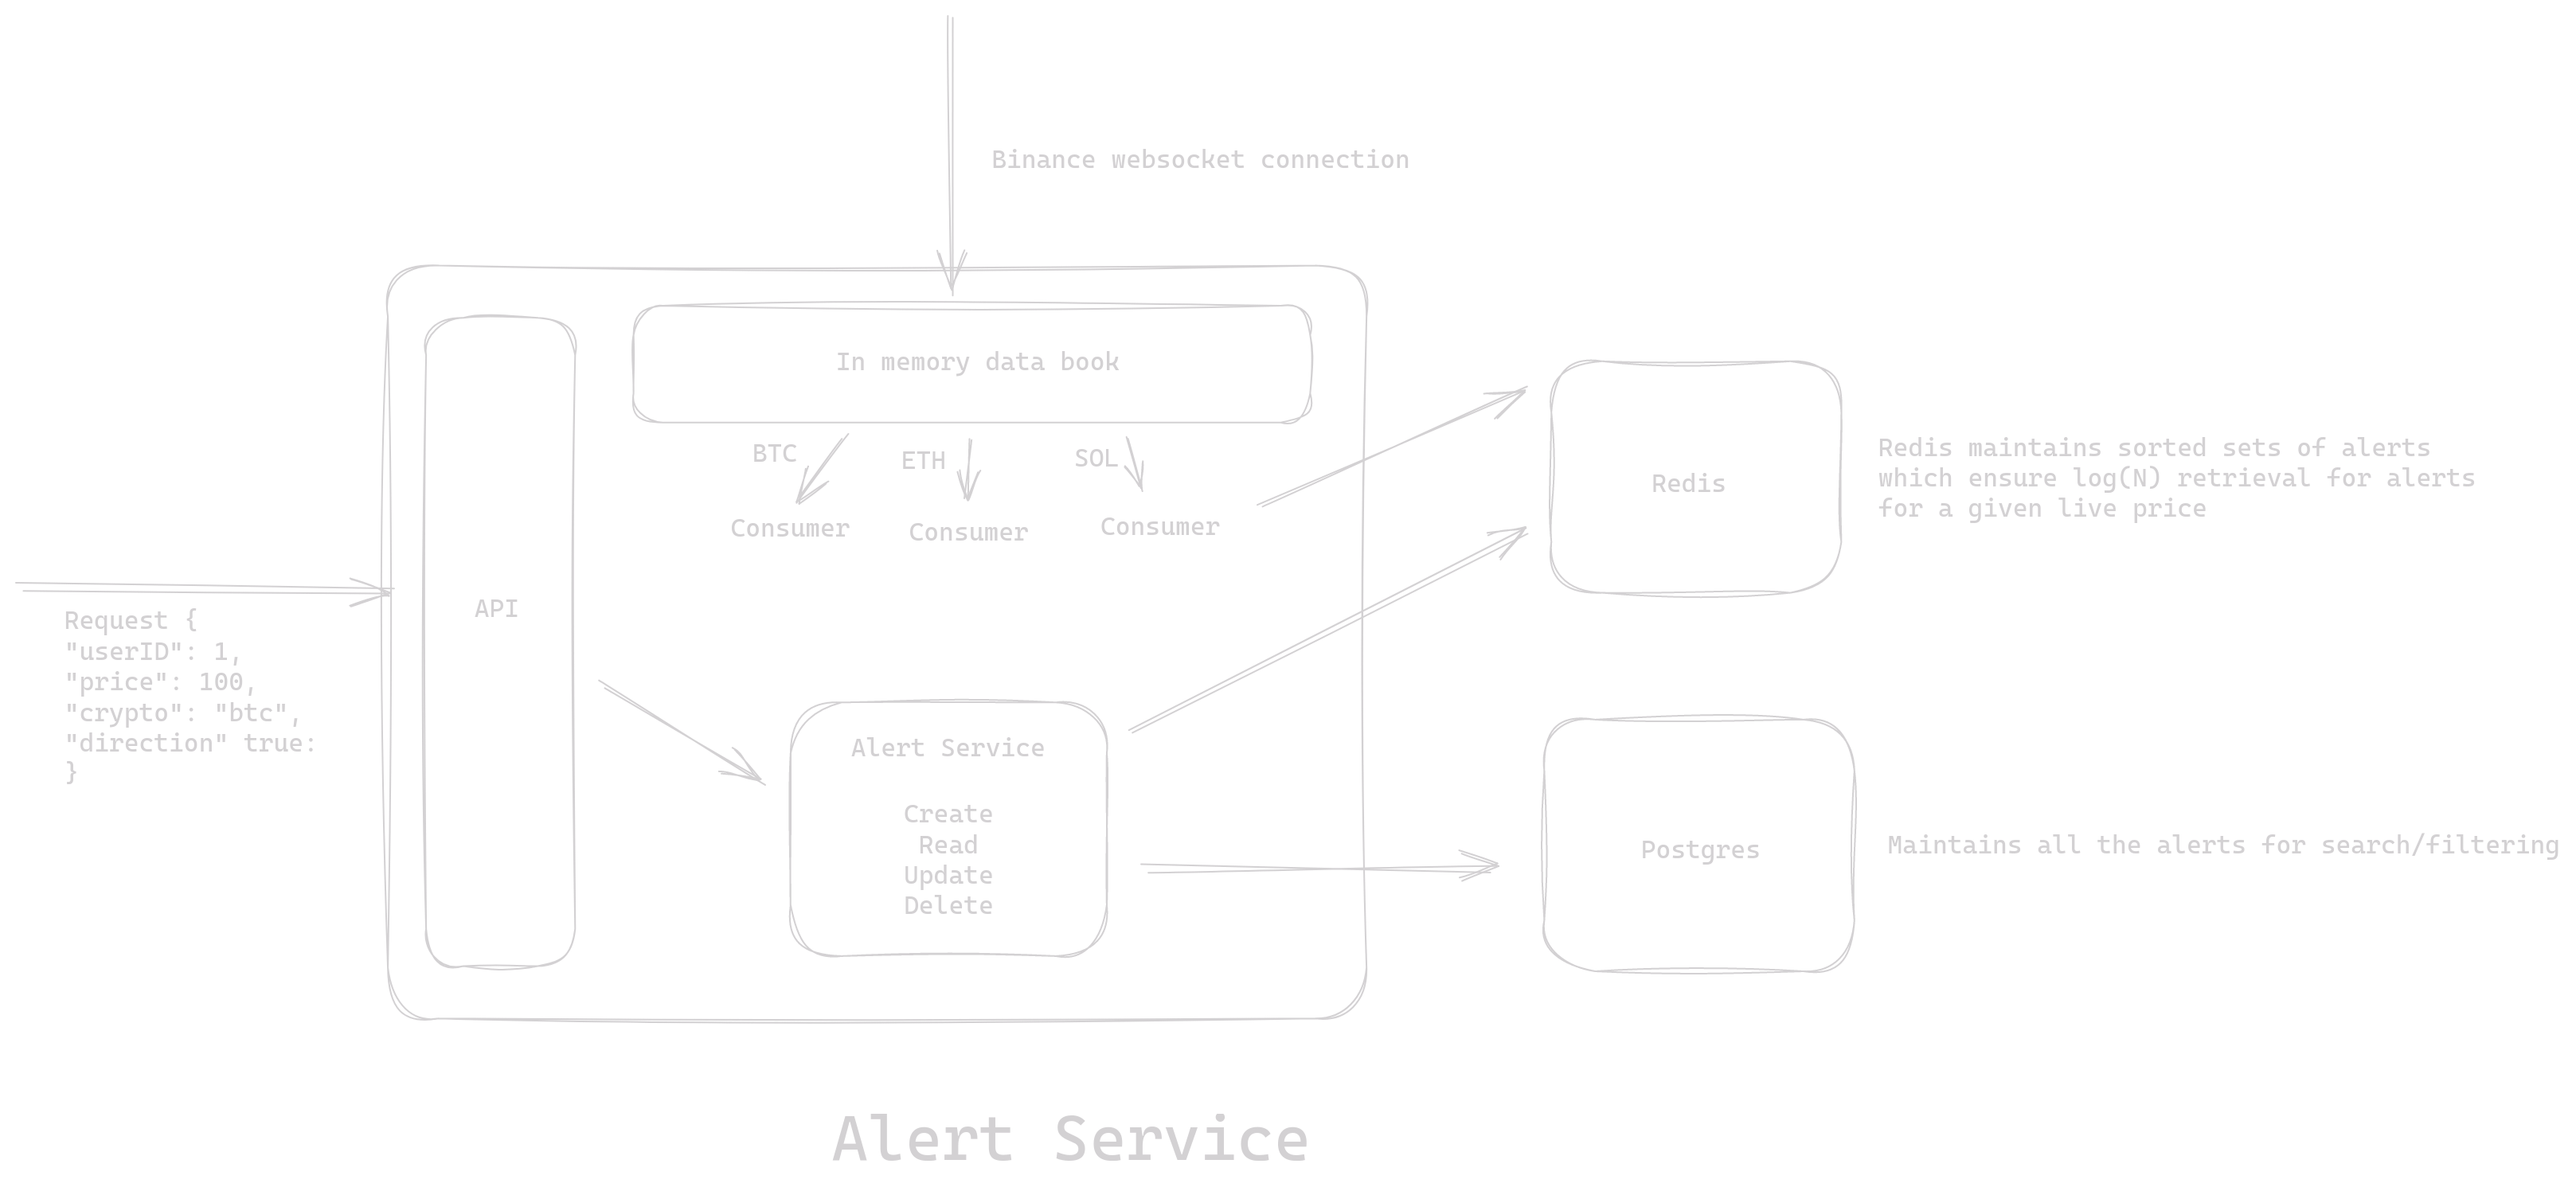 Binance websocket connection
In memory data book
BTC
ETH
SOL
Consumer
Consumer
Consumer
Redis
Redis maintains sorted sets of alerts
which ensure log(N) retrieval for alerts
for a given live price
API
Request {
"userID": 1,
"price": 100,
"crypto": "btc",
"direction" true:
}
Alert Service
Create
Read
Update
Delete
Postgres
Maintains all the alerts for search/filtering
Alert Service